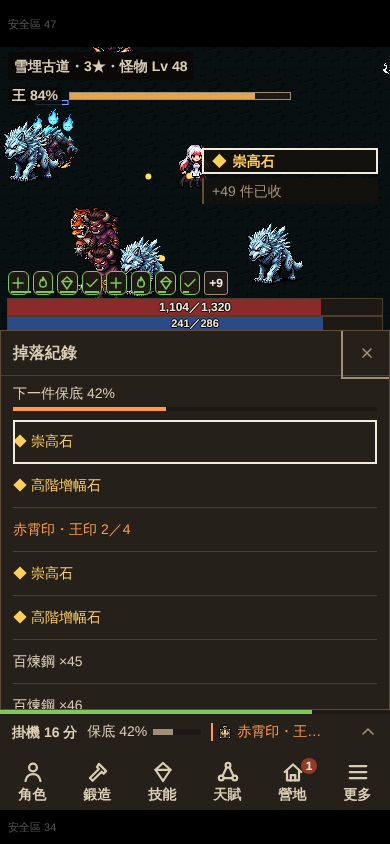 安全區 47
雪埋古道・3★・怪物 Lv 48
王 84%
崇高石
+49 件已收
+9
1,104／1,320
241／286
掉落紀錄
×
下一件保底 42%
崇高石
高階增幅石
赤霄印・王印 2／4
崇高石
高階增幅石
百煉鋼 ×45
百煉鋼 ×46
掛機 16 分 保底 42% 赤霄印・王…
1
角色 鍛造 技能 天賦 營地 更多
安全區 34